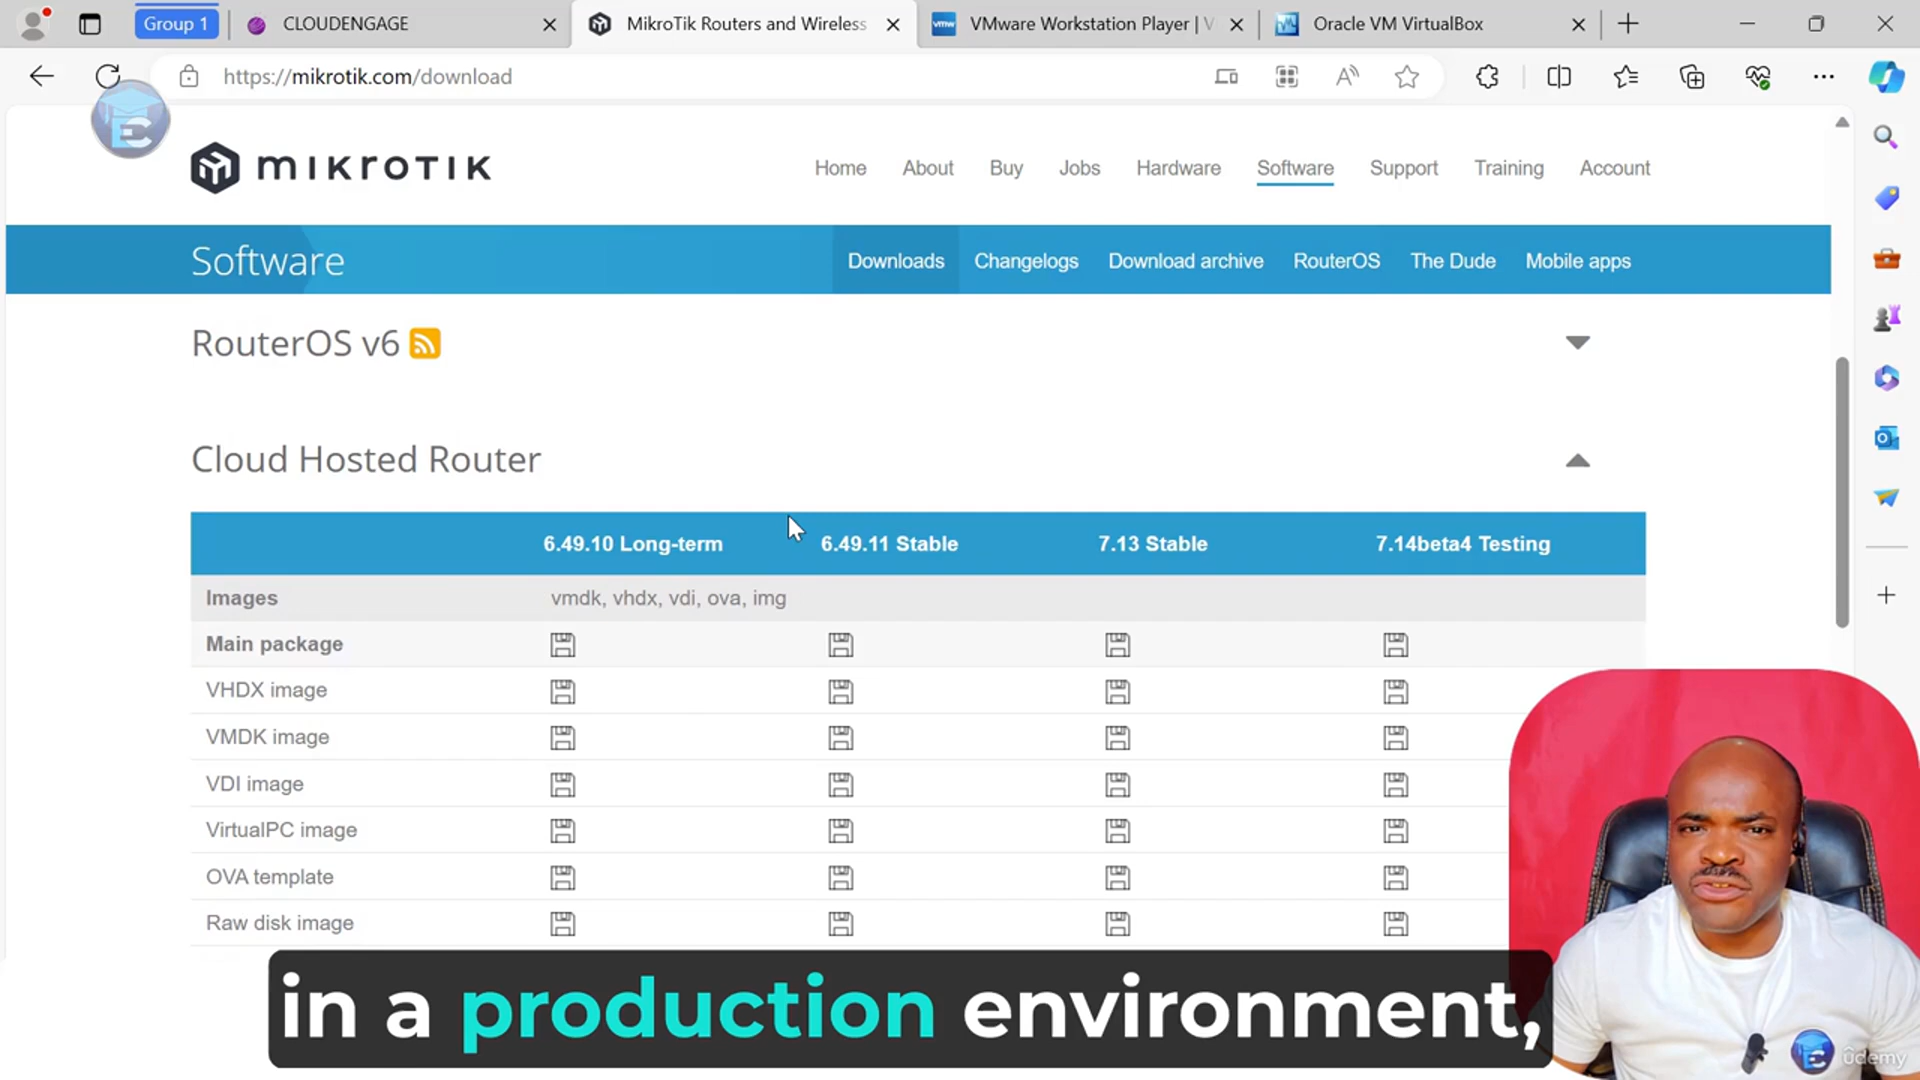 Group 1
CLOUDENGAGE
MikroTik Routers and Wireless
VMware Workstation Player | V
Oracle VM VirtualBox
https://mikrotik.com/download
mikrotik
Home About Buy Jobs Hardware Software Support Training Account
Software
Downloads Changelogs Download archive RouterOS The Dude Mobile apps
RouterOS v6
Cloud Hosted Router
6.49.10 Long-term 6.49.11 Stable 7.13 Stable 7.14beta4 Testing
Images vmdk, vhdx, vdi, ova, img
Main package
VHDX image
VMDK image
VDI image
VirtualPC image
OVA template
Raw disk image
in a production environment,
ûdemy